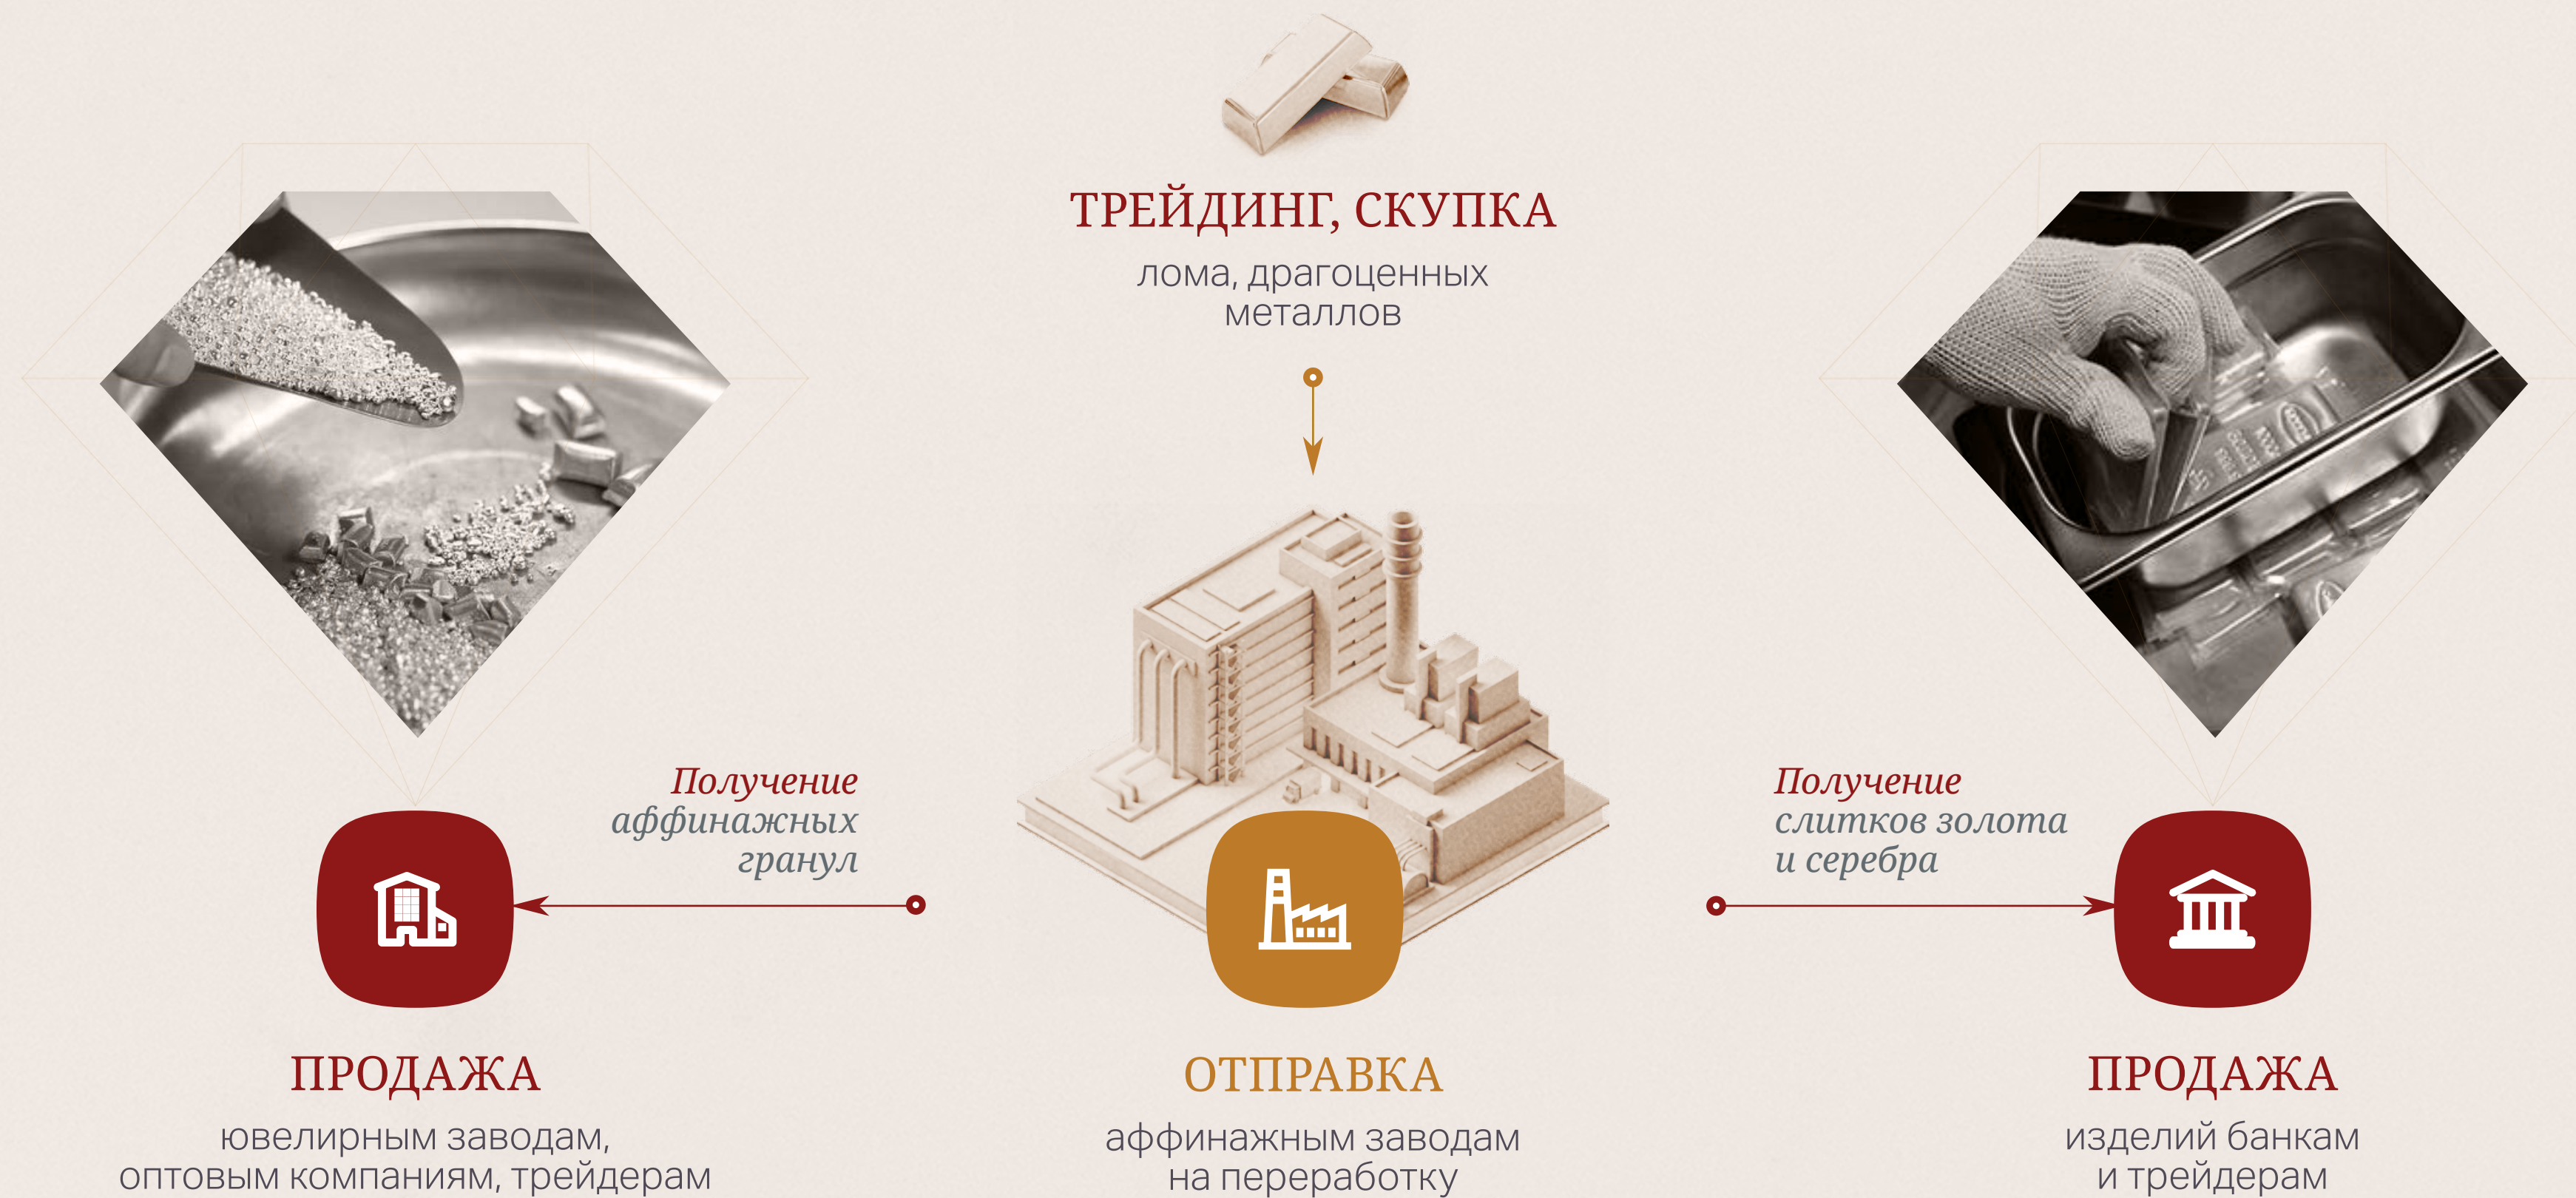 ТРЕЙДИНГ, СКУПКА
лома, драгоценных
металлов
Получение
аффинажных
гранул
Получение
слитков золота
и серебра
ПРОДАЖА
ювелирным заводам,
оптовым компаниям, трейдерам
ОТПРАВКА
аффинажным заводам
на переработку
ПРОДАЖА
изделий банкам
и трейдерам